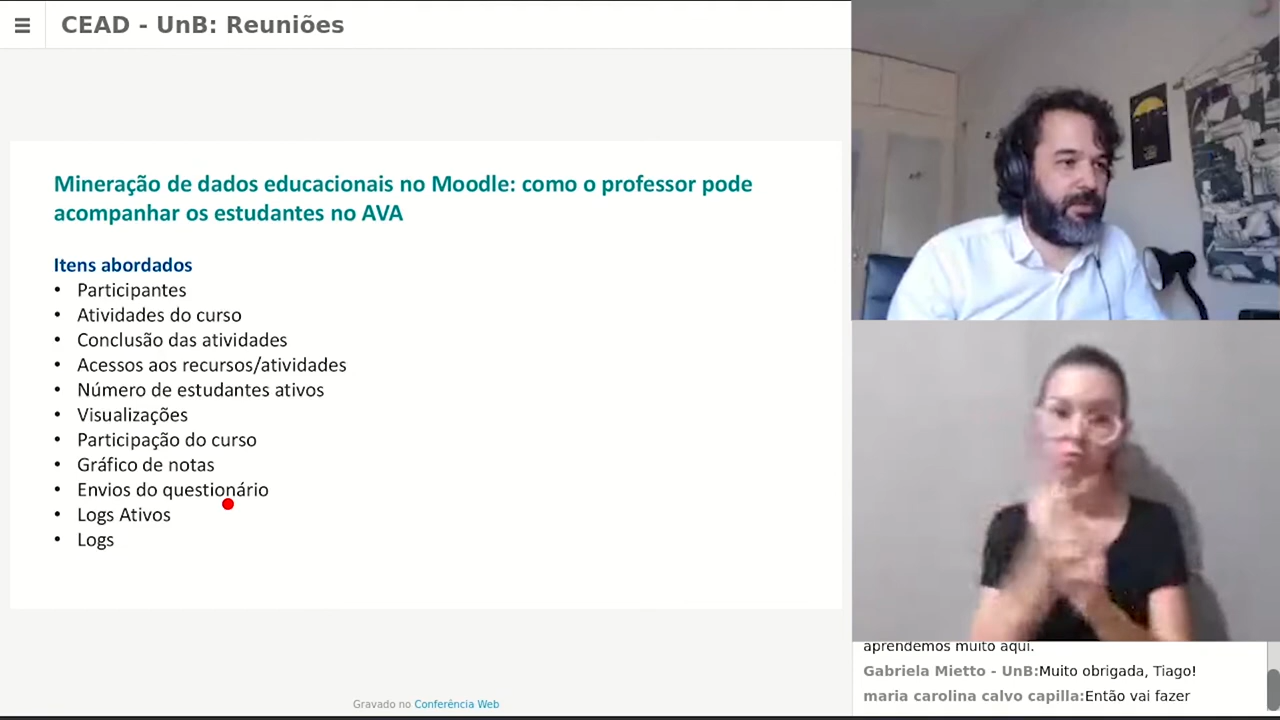 CEAD - UnB: Reuniões
Mineração de dados educacionais no Moodle: como o professor pode
acompanhar os estudantes no AVA
Itens abordados
• Participantes
• Atividades do curso
• Conclusão das atividades
• Acessos aos recursos/atividades
• Número de estudantes ativos
• Visualizações
• Participação do curso
• Gráfico de notas
• Envios do questionário
• Logs Ativos
• Logs
Gravado no Conferência Web
aprendemos muito aqui.
Gabriela Mietto - UnB:Muito obrigada, Tiago!
maria carolina calvo capilla:Então vai fazer